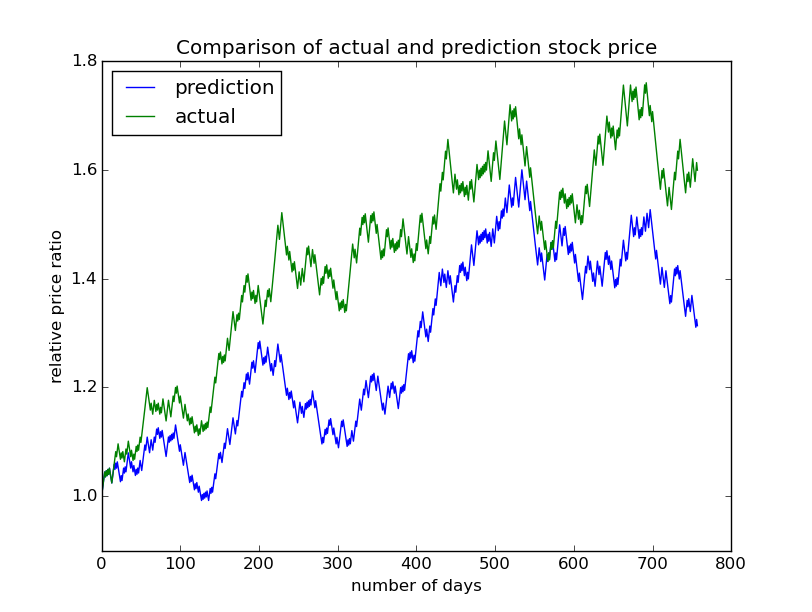 Comparison of actual and prediction stock price
prediction
actual
relative price ratio
1.8
1.6
1.4
1.2
1.0
0 100 200 300 400 500 600 700 800
number of days